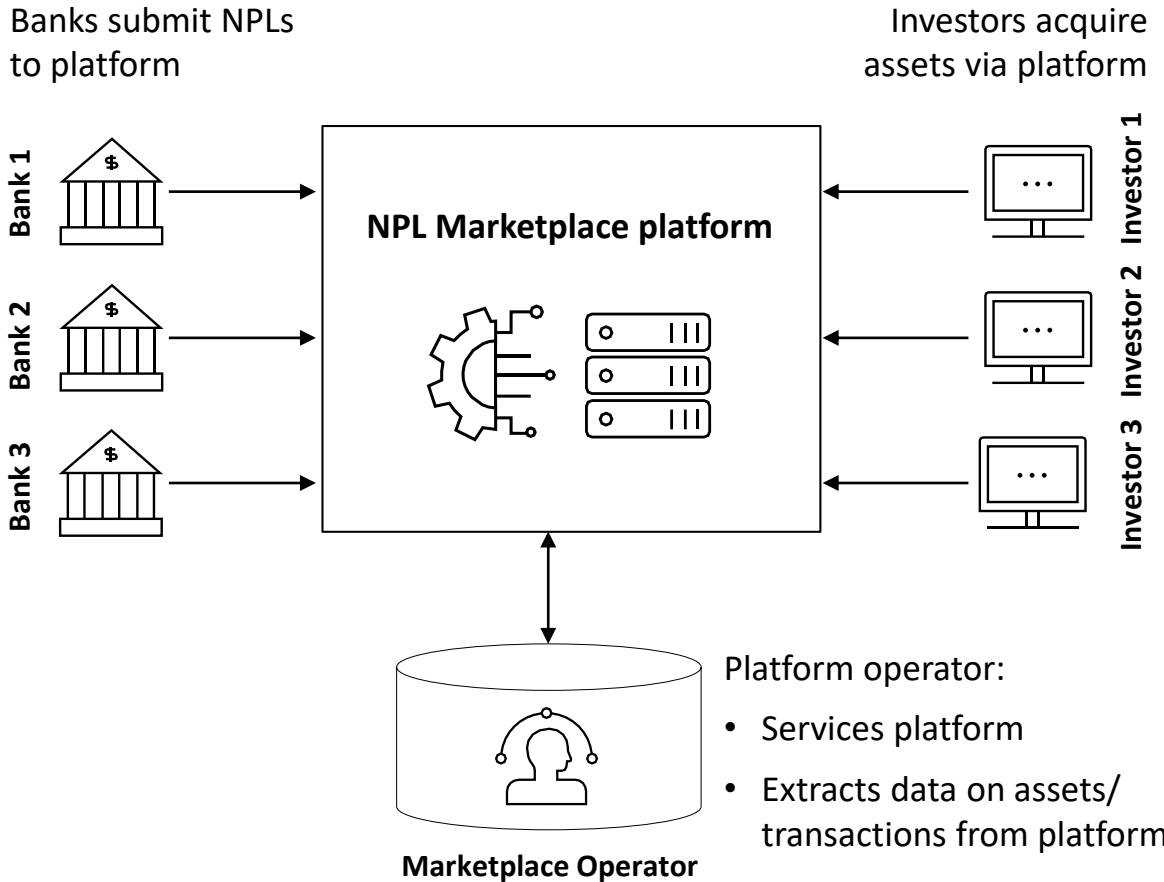 Banks submit NPLs
to platform
Investors acquire
assets via platform
Bank 1
$
Investor 1
NPL Marketplace platform
Bank 2
$
Investor 2
Bank 3
$
Investor 3
Platform operator:
• Services platform
• Extracts data on assets/
transactions from platform
Marketplace Operator